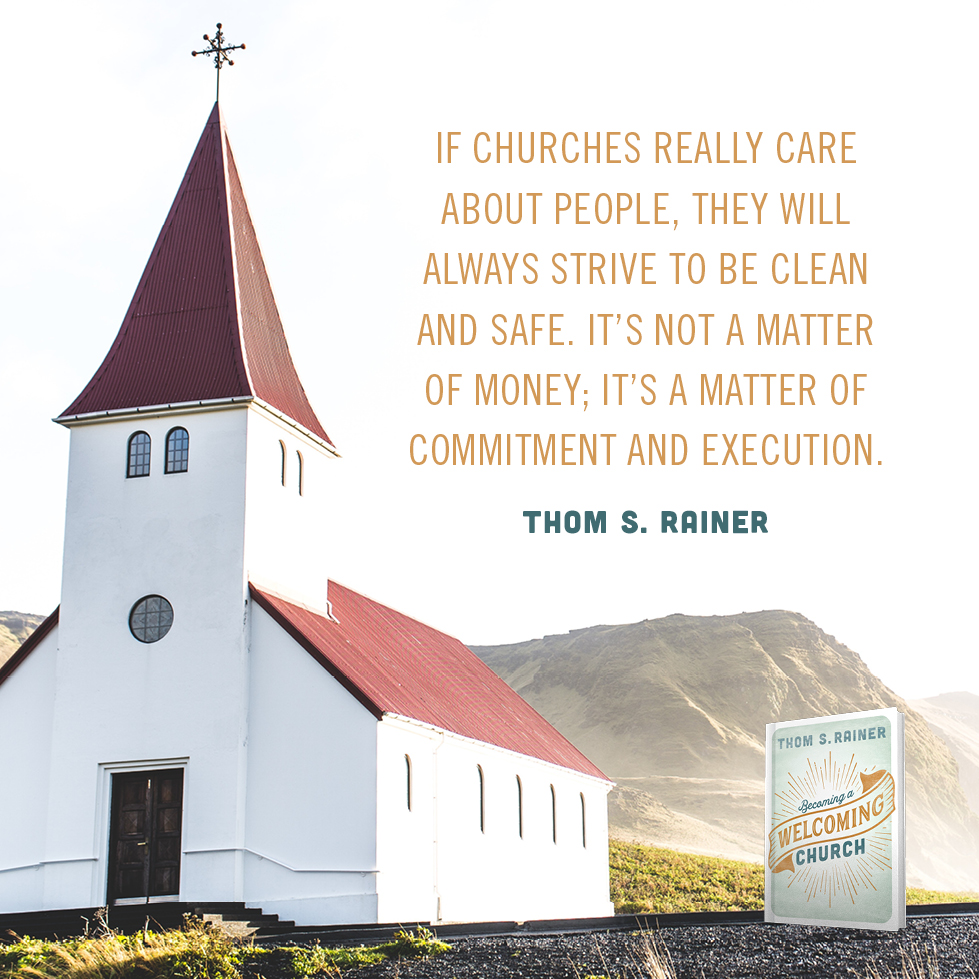 IF CHURCHES REALLY CARE
ABOUT PEOPLE, THEY WILL
ALWAYS STRIVE TO BE CLEAN
AND SAFE. IT'S NOT A MATTER
OF MONEY; IT'S A MATTER OF
COMMITMENT AND EXECUTION.
THOM S. RAINER
THOM S. RAINER
Becoming a
WELCOMING
CHURCH